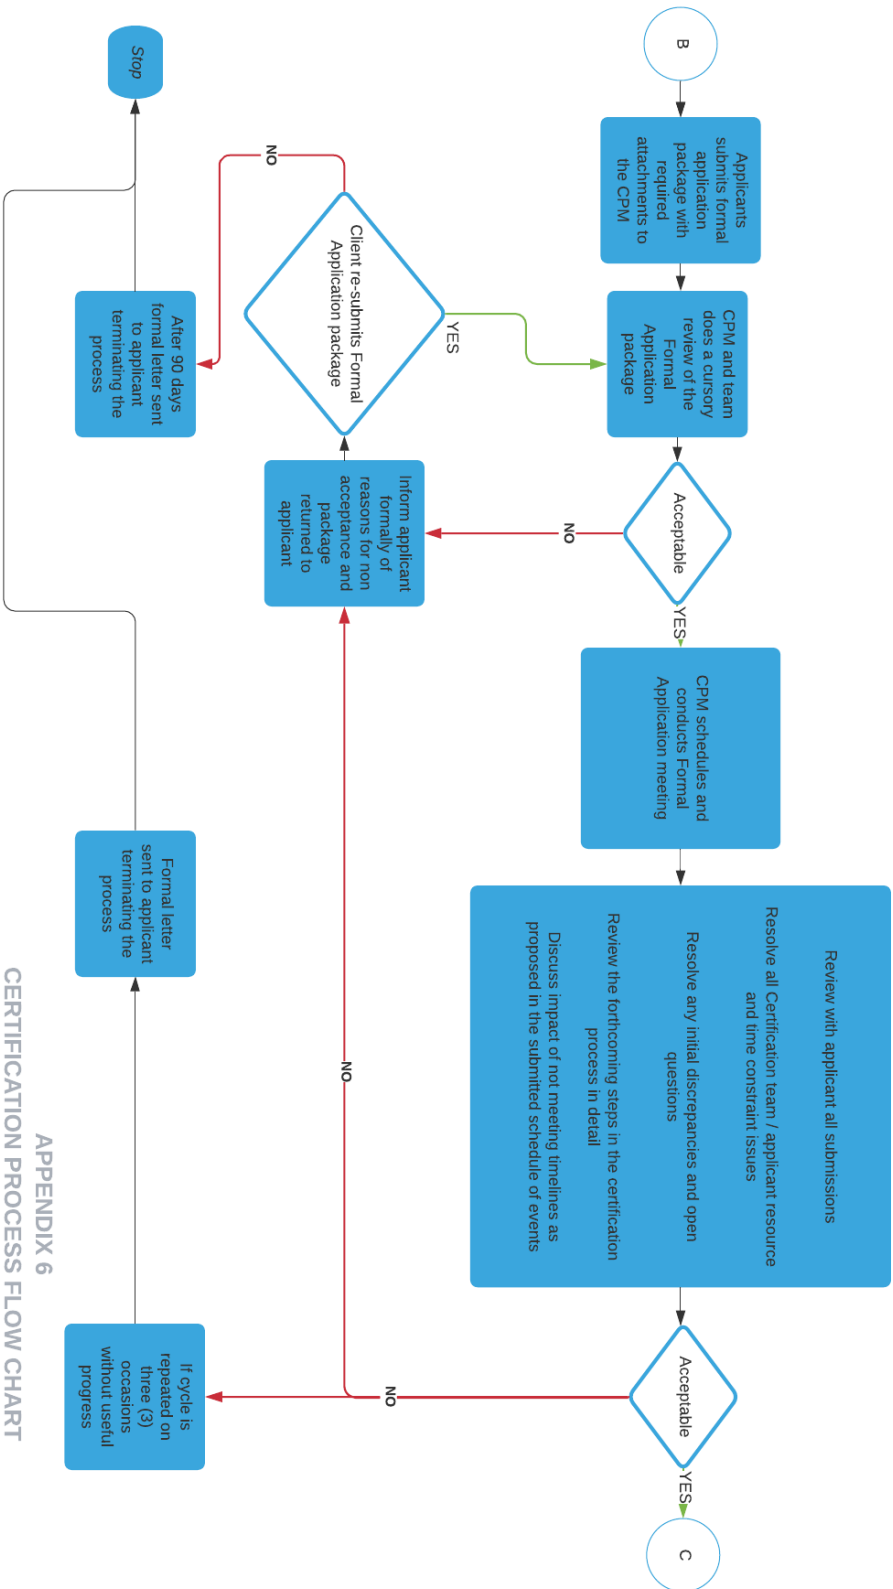 B
Applicants
submits formal
application
package with
required
attachments to
the CPM
CPM and team
does a cursory
review of the
Formal
Application
package
Acceptable
YES
NO
CPM schedules and
conducts Formal
Application meeting
Review with applicant all submissions
Resolve all Certification team / applicant resource
and time constraint issues
Resolve any initial discrepancies and open
questions
Review the forthcoming steps in the certification
process in detail
Discuss impact of not meeting timelines as
proposed in the submitted schedule of events
Acceptable
YES
C
NO
NO
Inform applicant
formally of
reasons for non
acceptance and
package
returned to
applicant
Client re-submits Formal
Application package
YES
NO
After 90 days
formal letter sent
to applicant
terminating the
process
Stop
If cycle is
repeated on
three (3)
occasions
without useful
progress
Formal letter
sent to applicant
terminating the
process
APPENDIX 6
CERTIFICATION PROCESS FLOW CHART